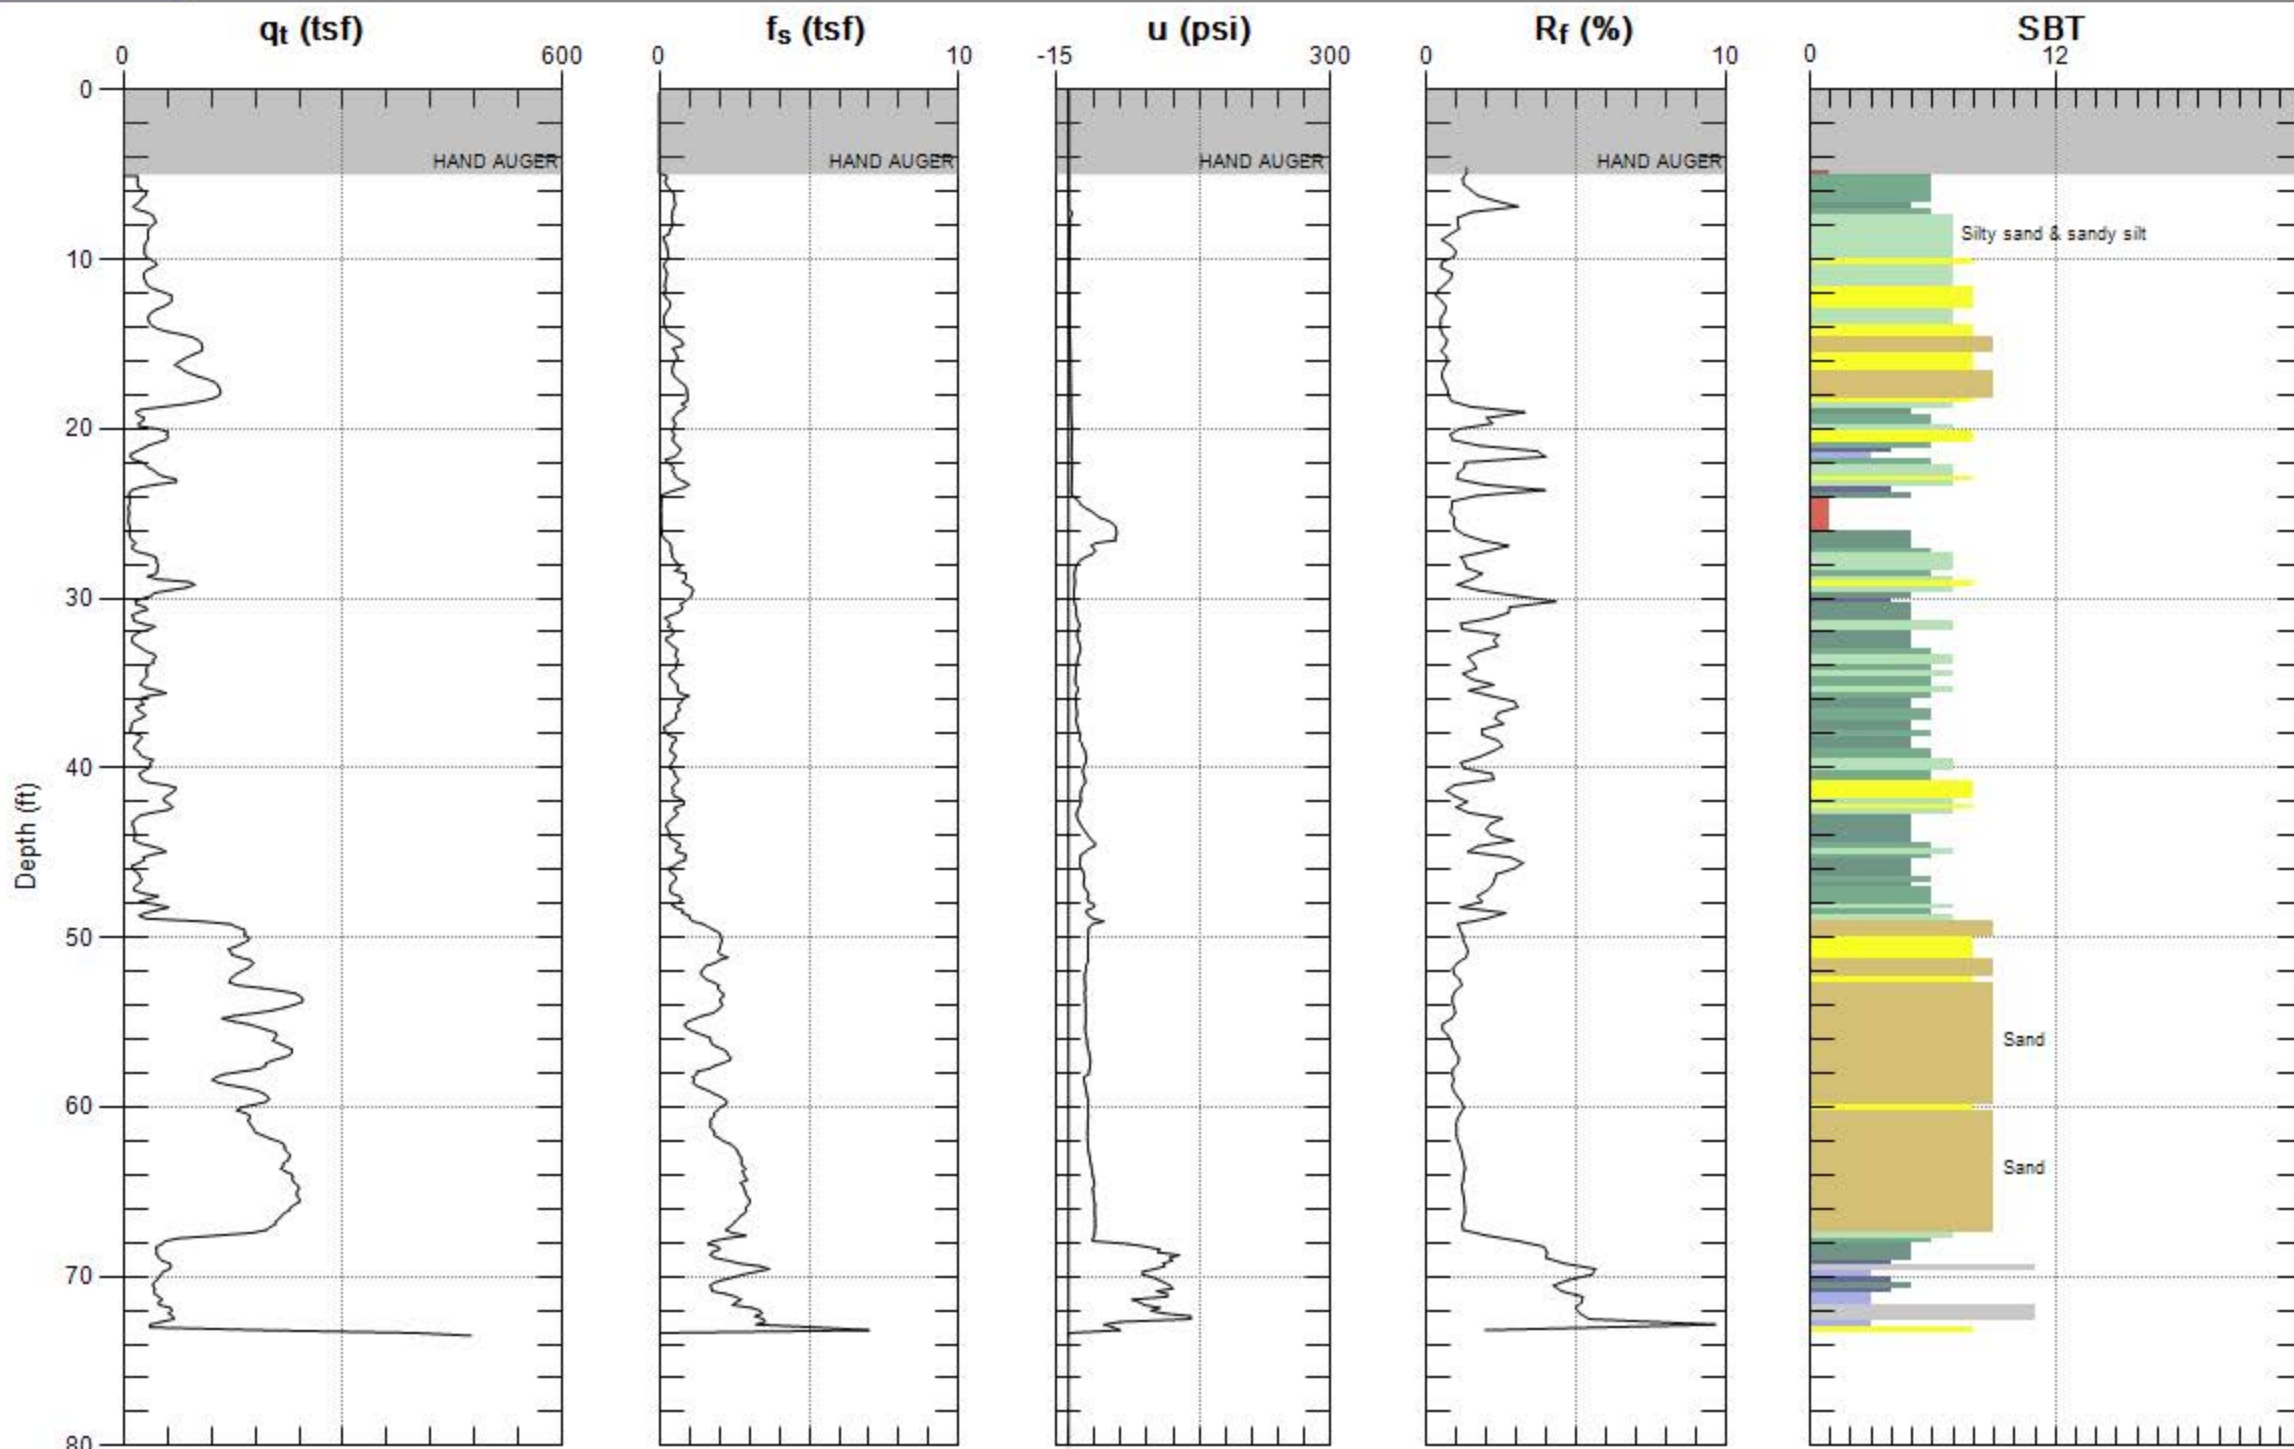 qt (tsf) fs (tsf) u (psi) Rf (%) SBT
0 600 0 10 -15 300 0 10 0 12
0
HAND AUGER HAND AUGER HAND AUGER HAND AUGER
Silty sand & sandy silt
10
20
30
40
Depth (ft)
50
Sand
60
Sand
70
80